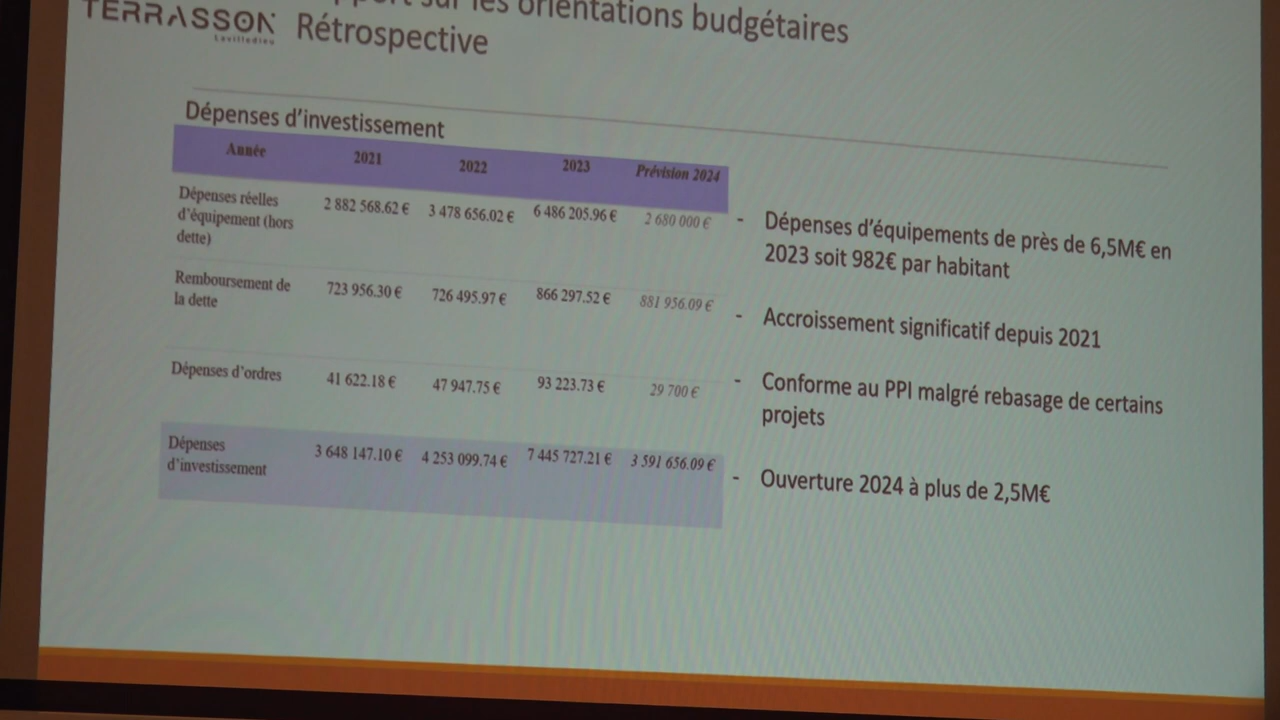 sur les orientations budgétaires
TERRASSON
Lavilledieu
Rétrospective
Dépenses d’investissement
Année 2021 2022 2023 Prévision 2024
Dépenses réelles
d’équipement (hors
dette)
2 882 568.62 € 3 478 656.02 € 6 486 205.96 € 2 680 000 €
Remboursement de
la dette
723 956.30 € 726 495.97 € 866 297.52 € 881 956.09 €
Dépenses d’ordres 41 622.18 € 47 947.75 € 93 223.73 € 29 700 €
Dépenses
d’investissement
3 648 147.10 € 4 253 099.74 € 7 445 727.21 € 3 591 656.09 €
- Dépenses d’équipements de près de 6,5M€ en
2023 soit 982€ par habitant
- Accroissement significatif depuis 2021
- Conforme au PPI malgré rebasage de certains
projets
- Ouverture 2024 à plus de 2,5M€